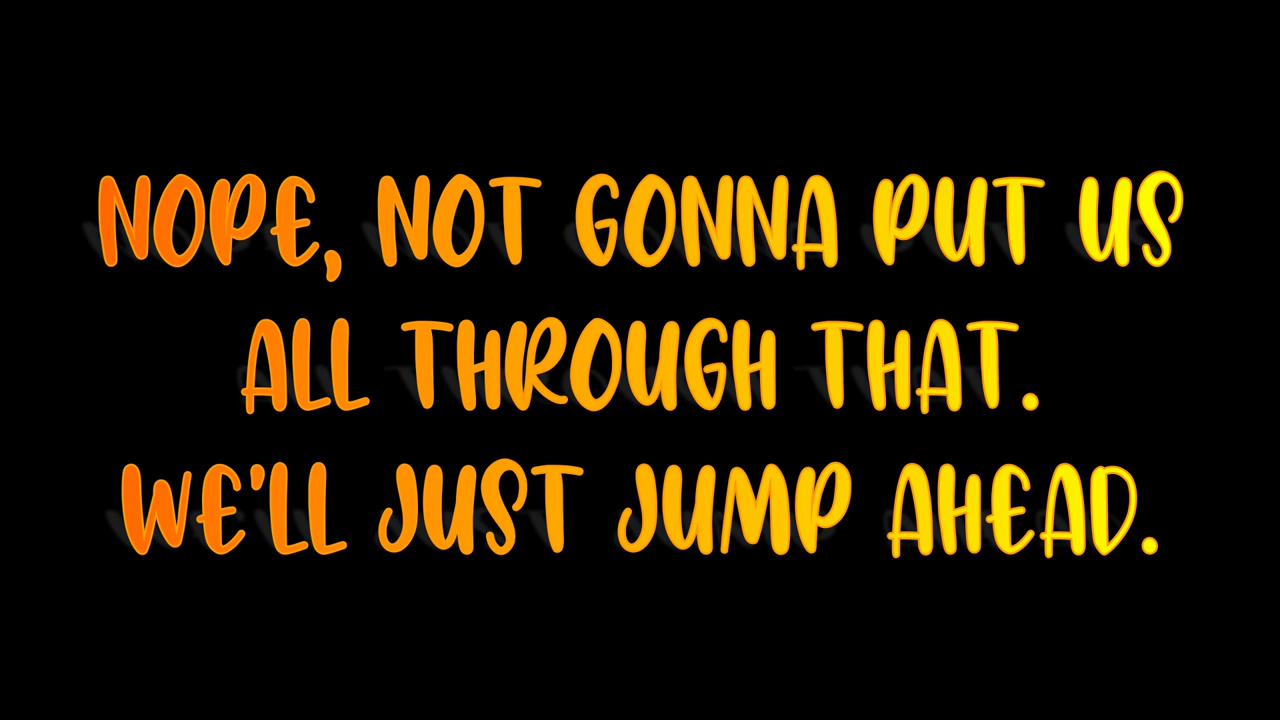 NOPE, NOT GONNA PUT US
ALL THROUGH THAT.
WE'LL JUST JUMP AHEAD.